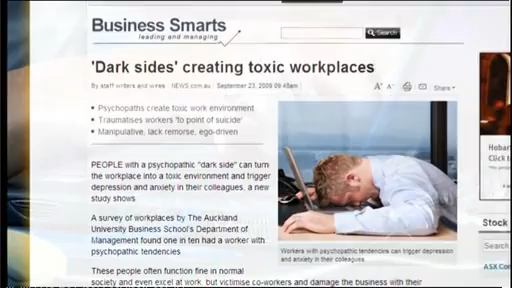 Business Smarts
leading and managing
Search
'Dark sides' creating toxic workplaces
By staff writers and wires NEWS.com.au September 23, 2009 09:48am
A+ A-
Share
Psychopaths create toxic work environment
Traumatises workers 'to point of suicide'
Manipulative, lack remorse, ego-driven
PEOPLE with a psychopathic "dark side" can turn
the workplace into a toxic environment and trigger
depression and anxiety in their colleagues, a new
study shows
A survey of workplaces by The Auckland
University Business School's Department of
Management found one in ten had a worker with
psychopathic tendencies
These people often function fine in normal
society and even excel at work, but victimise co-workers and damage the business with their
Workers with psychopathic tendencies can trigger depression
and anxiety in their colleagues.
Hobar
Click t
Stock
Search
ASX Co